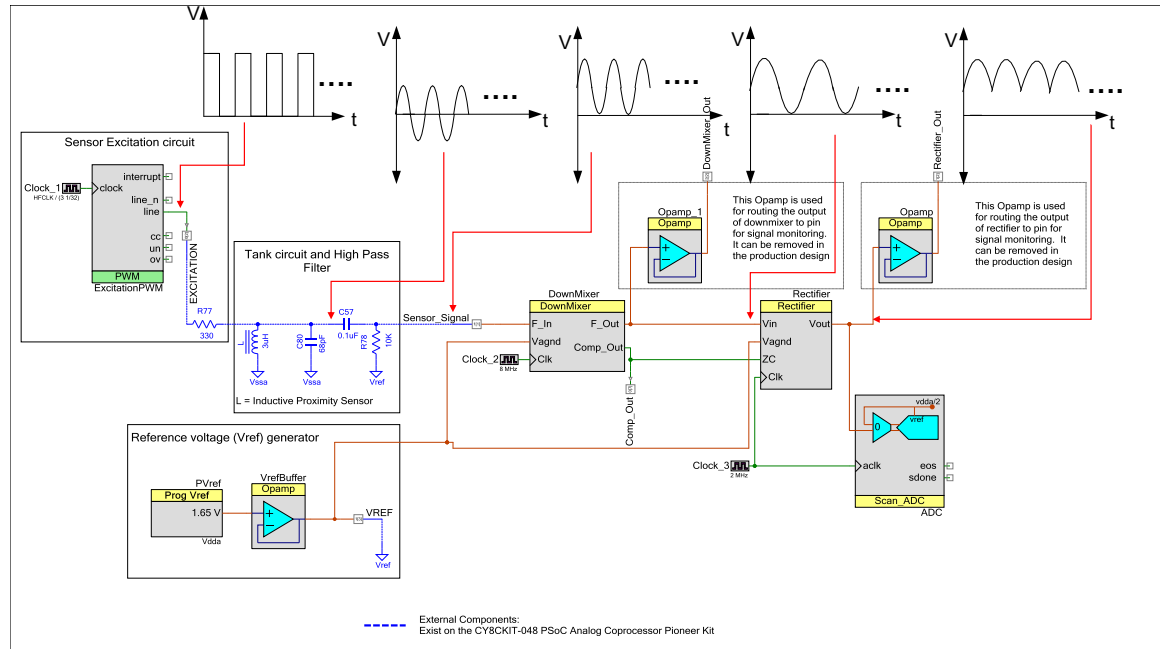 V
t
V
t
V
t
V
t
V
t
Sensor Excitation circuit
Clock_1
HFCLK / (3 1/32)
clock
interrupt
line_n
line
cc
un
ov
PWM
ExcitationPWM
EXCITATION
R77
330
Tank circuit and High Pass
Filter
L
3uH
Vssa
C80
68pF
Vssa
C57
0.1uF
R78
10K
Vref
Sensor_Signal
L = Inductive Proximity Sensor
DownMixer
DownMixer
F_In
F_Out
Vagnd
Comp_Out
Clk
Clock_2
8 MHz
Comp_Out
DownMixer_Out
Opamp_1
Opamp
This Opamp is used
for routing the output
of downmixer to pin
for signal monitoring.
It can be removed in
the production design
Rectifier
Rectifier
Vin
Vout
Vagnd
ZC
Clk
Rectifier_Out
Opamp
Opamp
This Opamp is used
for routing the output
of rectifier to pin
for signal monitoring. It
can be removed in
the production design
Clock_3
2 MHz
vdda/2
vref
0
aclk
eos
sdone
Scan_ADC
ADC
Reference voltage (Vref) generator
PVref
Prog Vref
1.65 V
Vdda
VrefBuffer
Opamp
VREF
Vref
External Components:
Exist on the CY8CKIT-048 PSoC Analog Coprocessor Pioneer Kit